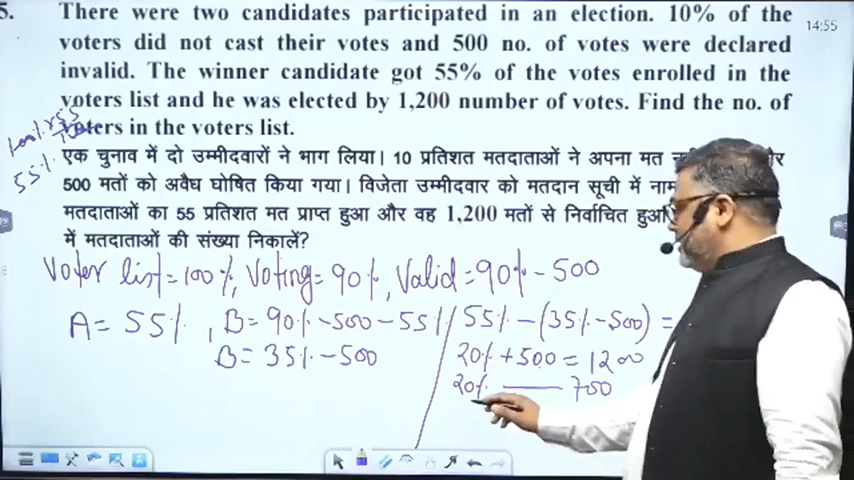 5.
There were two candidates participated in an election. 10% of the
14:55
voters did not cast their votes and 500 no. of votes were declared
invalid. The winner candidate got 55% of the votes enrolled in the
voters list and he was elected by 1,200 number of votes. Find the no. of
voters in the voters list.
55%
एक चुनाव में दो उम्मीदवारों ने भाग लिया। 10 प्रतिशत मतदाताओं ने अपना मत
500 मतों को अवैध घोषित किया गया। विजेता उम्मीदवार को मतदान सूची में
मतदाताओं का 55 प्रतिशत मत प्राप्त हुआ और वह 1,200 मतों से निर्वाचित
में मतदाताओं की संख्या निकालें?
Voter list = 100%, Voting = 90%, Valid = 90% - 500
A = 55%, B = 90% - 500 - 55%
B = 35% - 500
55% - (35% - 500) =
20% + 500 = 1200
20% — 700